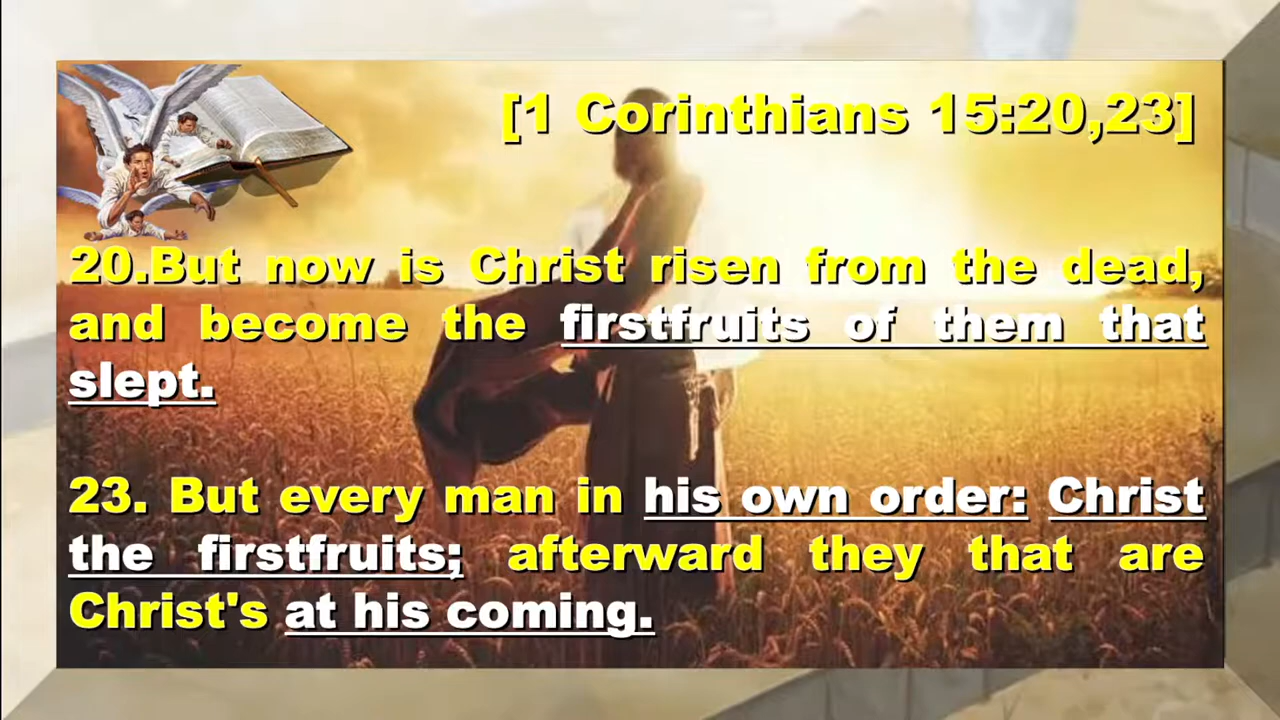 [1 Corinthians 15:20,23]
20.But now is Christ risen from the dead,
and become the firstfruits of them that
slept.
23. But every man in his own order: Christ
the firstfruits; afterward they that are
Christ's at his coming.